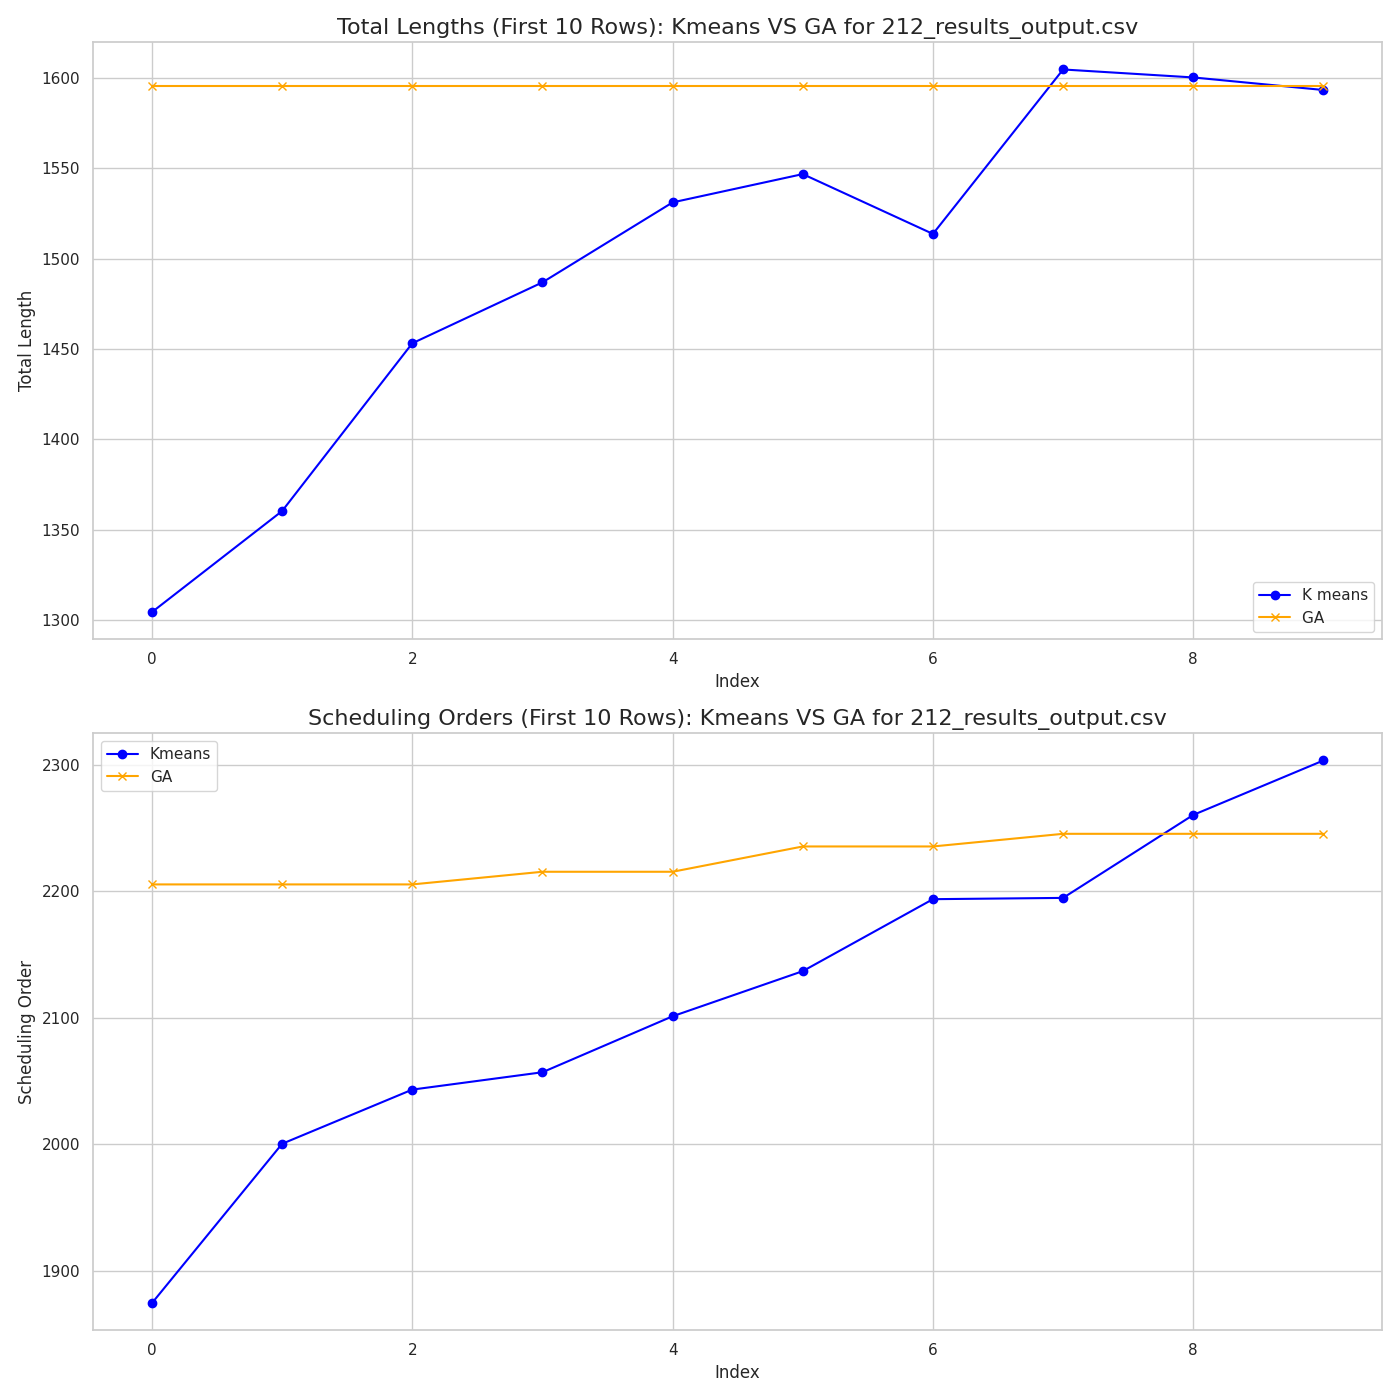 Total Lengths (First 10 Rows): Kmeans VS GA for 212_results_output.csv
Total Length
1600
1550
1500
1450
1400
1350
1300
K means
GA
0 2 4 6 8
Index
Scheduling Orders (First 10 Rows): Kmeans VS GA for 212_results_output.csv
Scheduling Order
Kmeans
GA
2300
2200
2100
2000
1900
0 2 4 6 8
Index